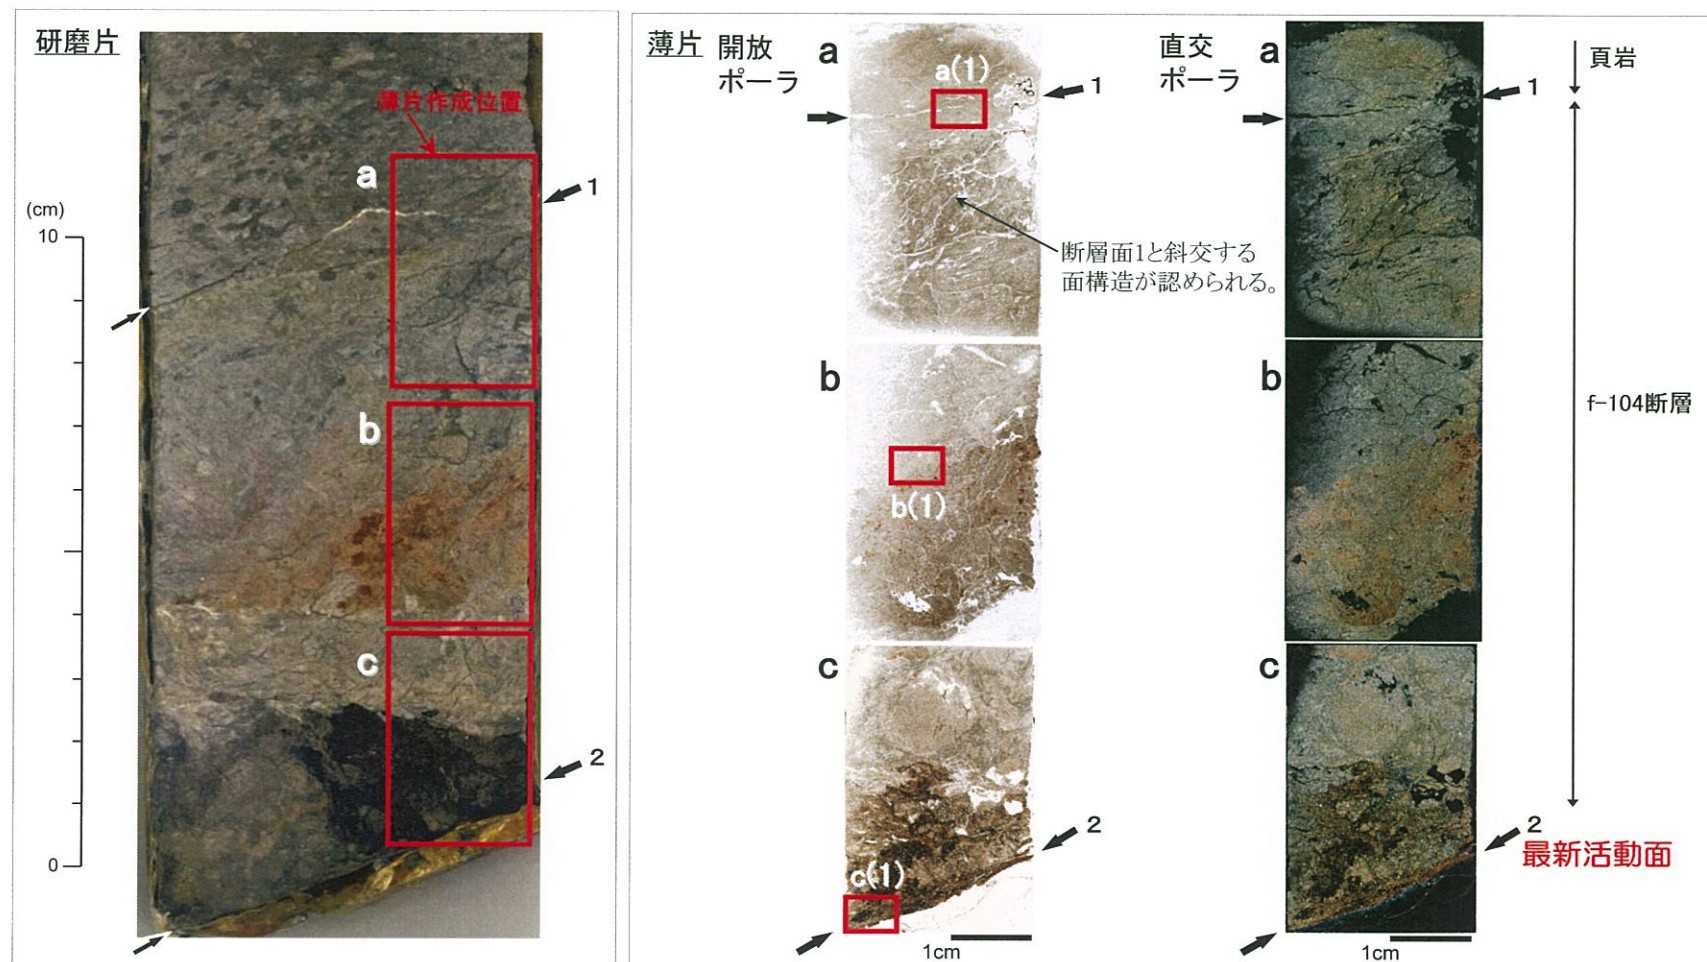 研磨片
薄片作成位置
a
1
(cm)
10
b
c
2
0
薄片 開放
ポーラ
a
a(1)
1
断層面1と斜交する
面構造が認められる。
b
b(1)
c
2
c(1)
1cm
直交
ポーラ
a
1
頁岩
b
f-104断層
c
2
最新活動面
1cm